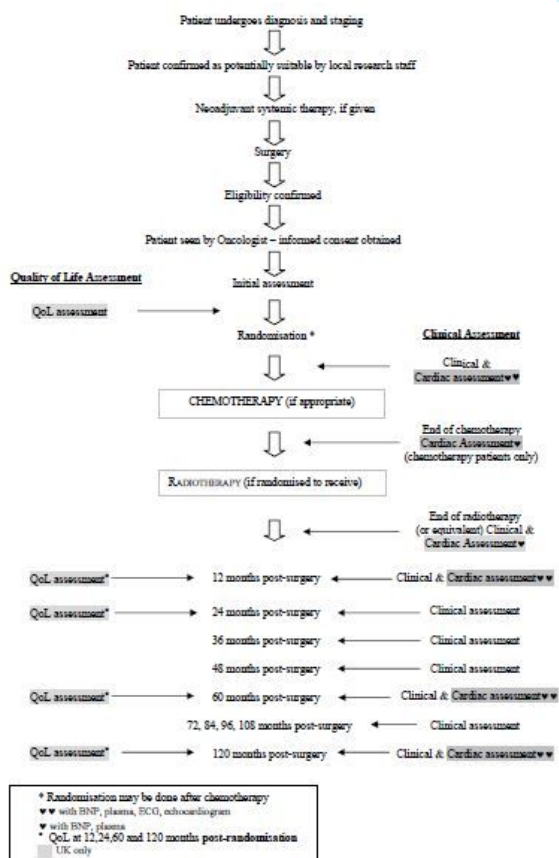 Patient undergoes diagnosis and staging
Patient confirmed as potentially suitable by local research staff
Neoadjuvant systemic therapy, if given
Surgery
Eligibility confirmed
Patient seen by Oncologist – informed consent obtained
Quality of Life Assessment
Initial assessment
QoL assessment
Randomisation *
Clinical Assessment
Clinical &
Cardiac assessment♥♥
CHEMOTHERAPY (if appropriate)
End of chemotherapy
Cardiac Assessment♥
(chemotherapy patients only)
RADIOTHERAPY (if randomised to receive)
End of radiotherapy
(or equivalent) Clinical &
Cardiac Assessment♥
QoL assessment* 12 months post-surgery Clinical & Cardiac assessment♥♥
QoL assessment* 24 months post-surgery Clinical assessment
36 months post-surgery Clinical assessment
48 months post-surgery Clinical assessment
QoL assessment* 60 months post-surgery Clinical & Cardiac assessment♥♥
72, 84, 96, 108 months post-surgery Clinical assessment
QoL assessment* 120 months post-surgery Clinical & Cardiac assessment♥♥
* Randomisation may be done after chemotherapy
♥♥ with BNP, plasma, ECG, echocardiogram
♥ with BNP, plasma
* QoL at 12,24,60 and 120 months post-randomisation
UK only